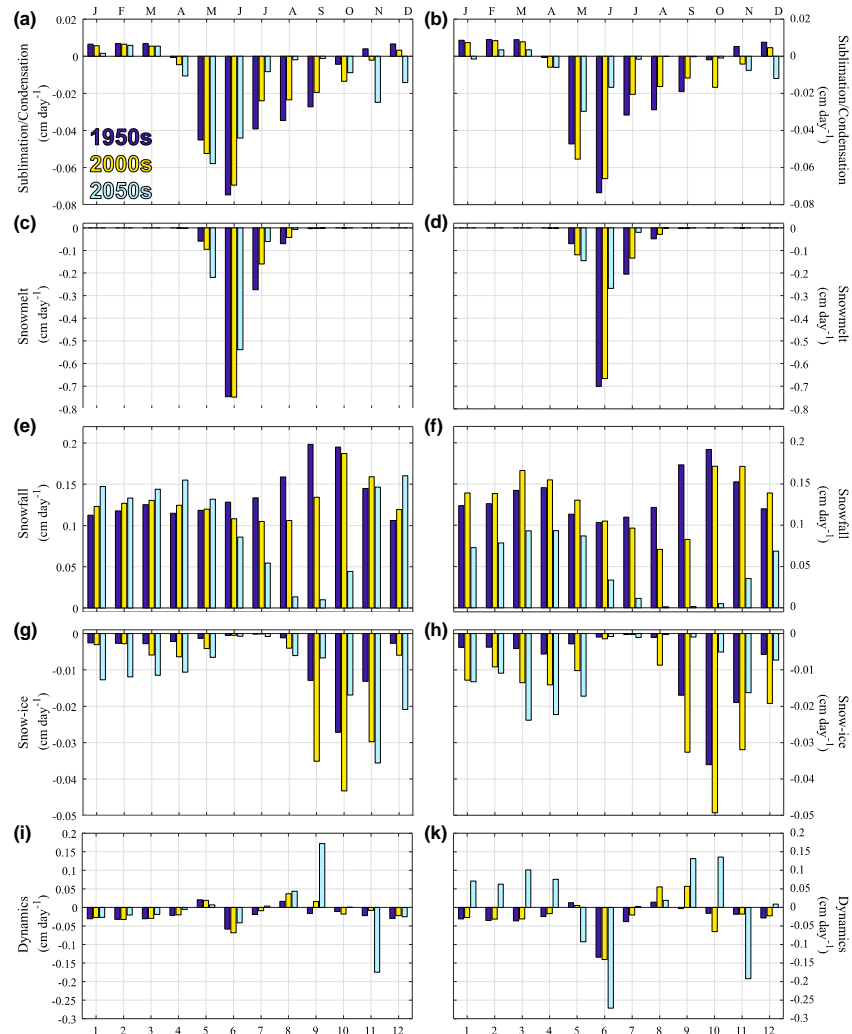 (a) J F M A M J J A S O N D
0.02
0
-0.02
-0.04
-0.06
-0.08
Sublimation/Condensation
(cm day-1)
1950s
2000s
2050s
(b) J F M A M J J A S O N D
0.02
0
-0.02
-0.04
-0.06
-0.08
Sublimation/Condensation
(cm day-1)
(c)
0
-0.1
-0.2
-0.3
-0.4
-0.5
-0.6
-0.7
-0.8
Snowmelt
(cm day-1)
(d)
0
-0.1
-0.2
-0.3
-0.4
-0.5
-0.6
-0.7
-0.8
Snowmelt
(cm day-1)
(e)
0.2
0.15
0.1
0.05
0
Snowfall
(cm day-1)
(f)
0.2
0.15
0.1
0.05
0
Snowfall
(cm day-1)
(g)
0
-0.01
-0.02
-0.03
-0.04
-0.05
Snow-ice
(cm day-1)
(h)
0
-0.01
-0.02
-0.03
-0.04
-0.05
Snow-ice
(cm day-1)
(i)
0.2
0.15
0.1
0.05
0
-0.05
-0.1
-0.15
-0.2
-0.25
-0.3
Dynamics
(cm day-1)
1 2 3 4 5 6 7 8 9 10 11 12
(k)
0.2
0.15
0.1
0.05
0
-0.05
-0.1
-0.15
-0.2
-0.25
-0.3
Dynamics
(cm day-1)
1 2 3 4 5 6 7 8 9 10 11 12